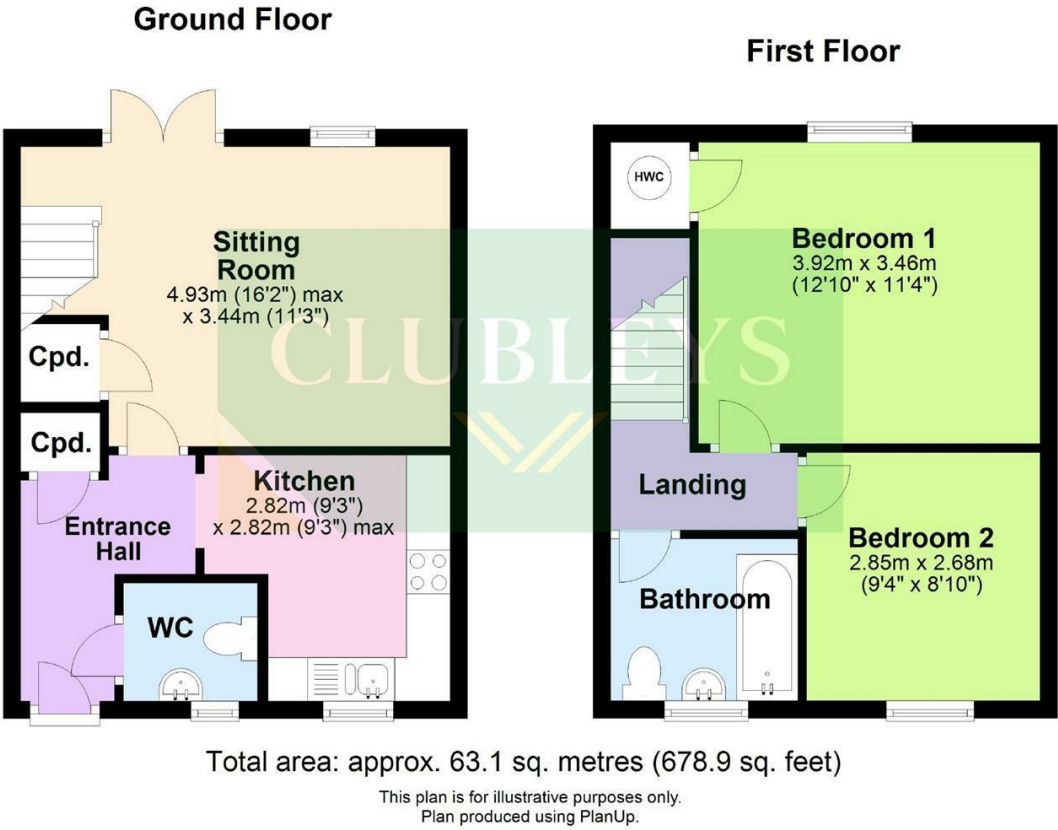 Ground Floor
First Floor
Sitting
Room
4.93m (16'2") max
x 3.44m (11'3")
Cpd.
Cpd.
Entrance
Hall
Kitchen
2.82m (9'3")
x 2.82m (9'3") max
WC
HWC
Bedroom 1
3.92m x 3.46m
(12'10" x 11'4")
CLUBLEYS
Landing
Bedroom 2
2.85m x 2.68m
(9'4" x 8'10")
Bathroom
Total area: approx. 63.1 sq. metres (678.9 sq. feet)
This plan is for illustrative purposes only.
Plan produced using PlanUp.